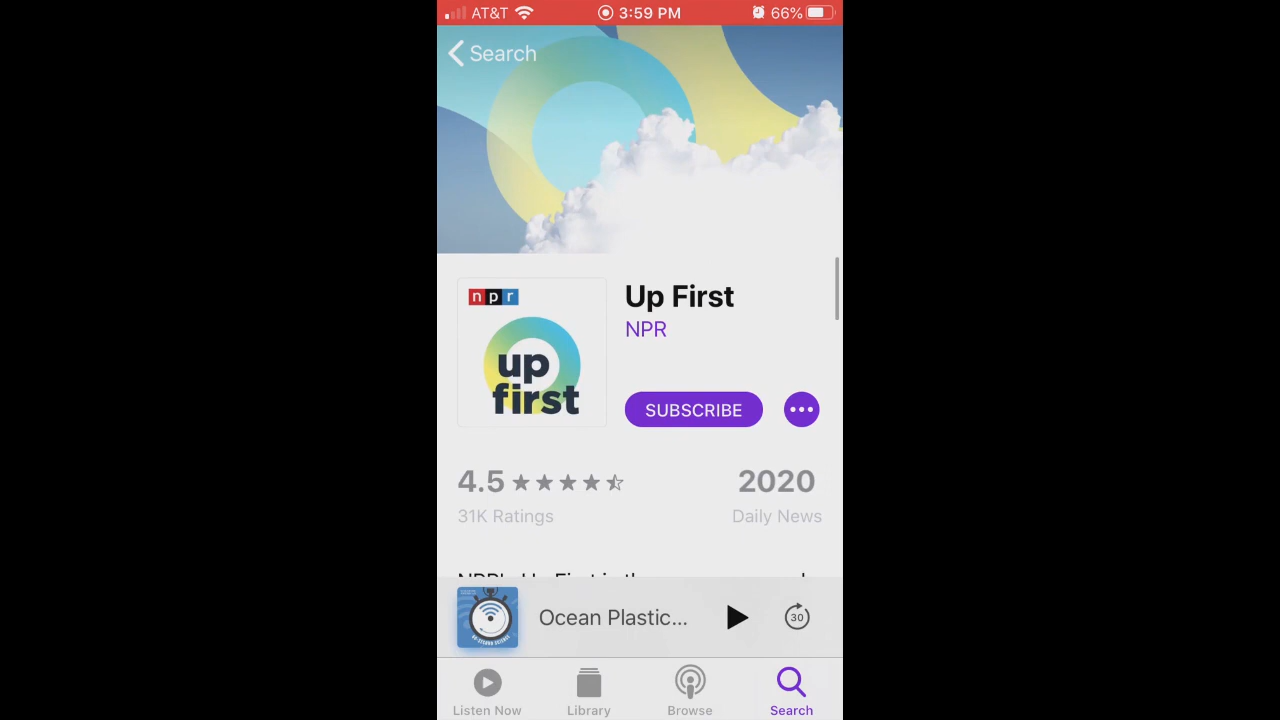 AT&T 3:59 PM 66%
Search
npr
up
first
Up First
NPR
SUBSCRIBE
4.5 2020
31K Ratings Daily News
Ocean Plastic...
30
Listen Now Library Browse Search